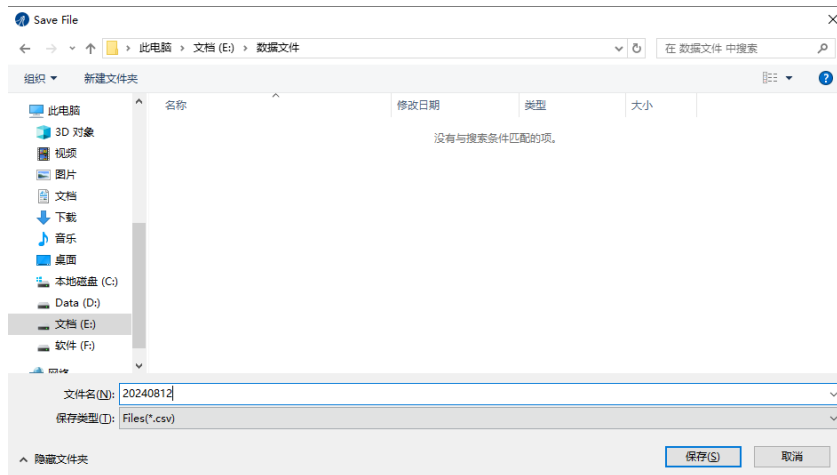 Save File
此电脑 › 文档 (E:) › 数据文件
在 数据文件 中搜索
组织
新建文件夹
名称
修改日期
类型
大小
没有与搜索条件匹配的项。
此电脑
3D 对象
视频
图片
文档
下载
音乐
桌面
本地磁盘 (C:)
Data (D:)
文档 (E:)
软件 (F:)
文件名(N): 20240812
保存类型(T): Files(*.csv)
隐藏文件夹
保存(S)
取消